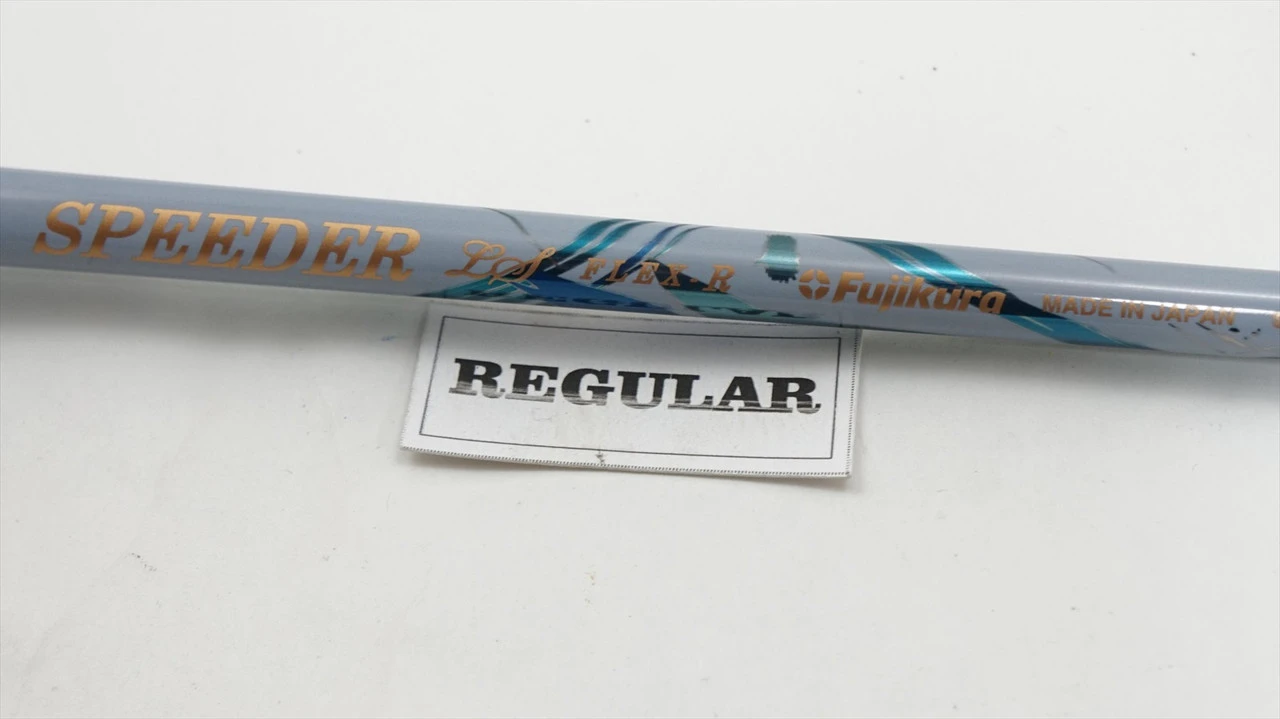 SPEEDER LS FLEX-R Fujikura MADE IN JAPAN
REGULAR